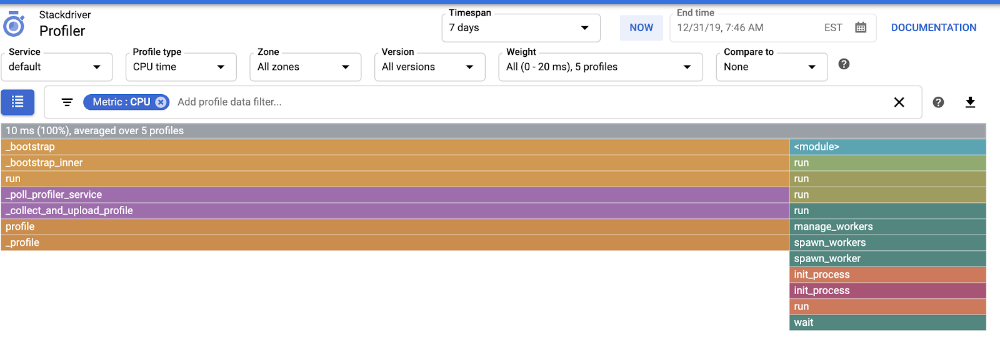 Stackdriver
Profiler
Timespan
7 days
NOW
End time
12/31/19, 7:46 AM EST
DOCUMENTATION
Service
default
Profile type
CPU time
Zone
All zones
Version
All versions
Weight
All (0 - 20 ms), 5 profiles
Compare to
None
Metric : CPU Add profile data filter...
10 ms (100%), averaged over 5 profiles
_bootstrap <module>
_bootstrap_inner run
run run
_poll_profiler_service run
_collect_and_upload_profile run
profile manage_workers
_profile spawn_workers
spawn_worker
init_process
init_process
run
wait